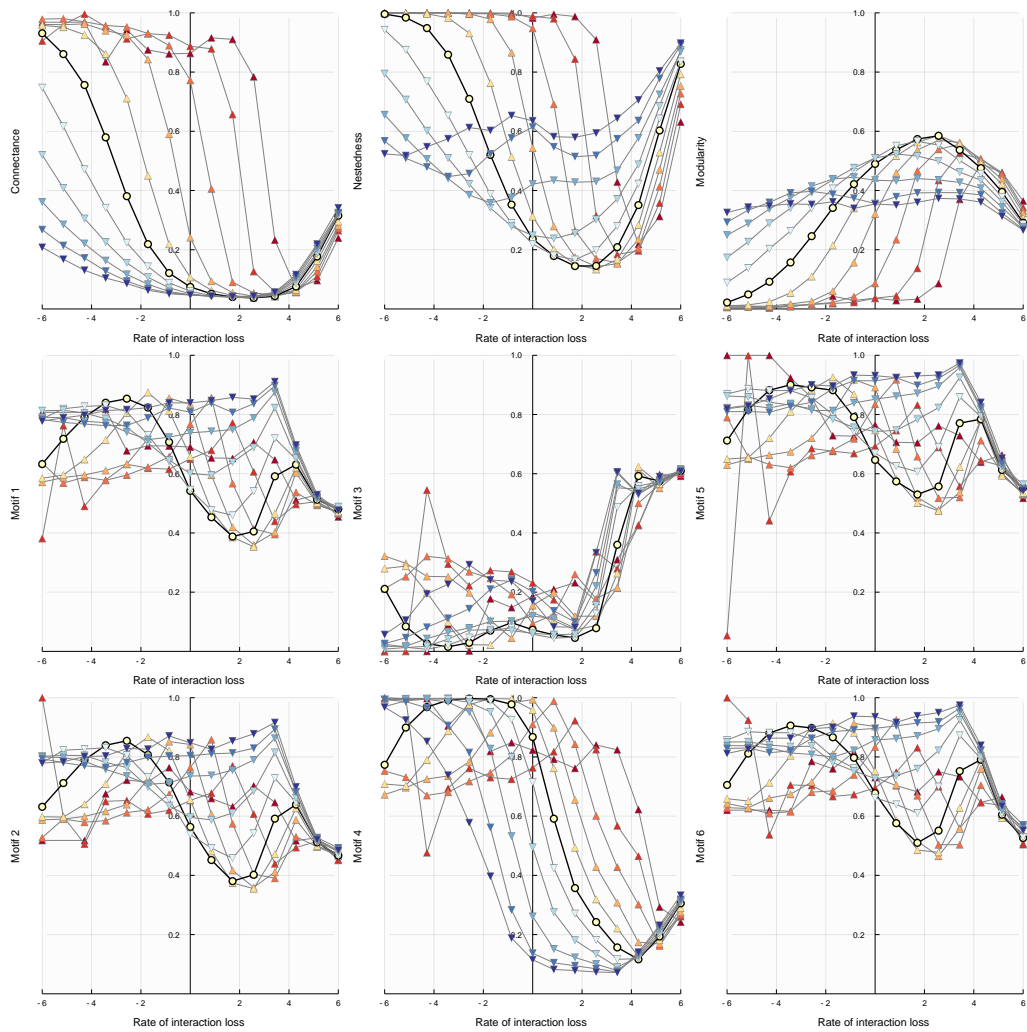 1.0 1.0 1.0
0.8 0.8 0.8
0.6 0.6 0.6
Connectance Nestedness Modularity
0.4 0.4 0.4
0.2 0.2 0.2
- 6 - 4 - 2 0 2 4 6 - 6 - 4 - 2 0 2 4 6 - 6 - 4 - 2 0 2 4 6
Rate of interaction loss Rate of interaction loss Rate of interaction loss
1.0 1.0 1.0
0.8 0.8 0.8
0.6 0.6 0.6
Motif 1 Motif 3 Motif 5
0.4 0.4 0.4
0.2 0.2 0.2
- 6 - 4 - 2 0 2 4 6 - 6 - 4 - 2 0 2 4 6 - 6 - 4 - 2 0 2 4 6
Rate of interaction loss Rate of interaction loss Rate of interaction loss
1.0 1.0 1.0
0.8 0.8 0.8
0.6 0.6 0.6
Motif 2 Motif 4 Motif 6
0.4 0.4 0.4
0.2 0.2 0.2
- 6 - 4 - 2 0 2 4 6 - 6 - 4 - 2 0 2 4 6 - 6 - 4 - 2 0 2 4 6
Rate of interaction loss Rate of interaction loss Rate of interaction loss